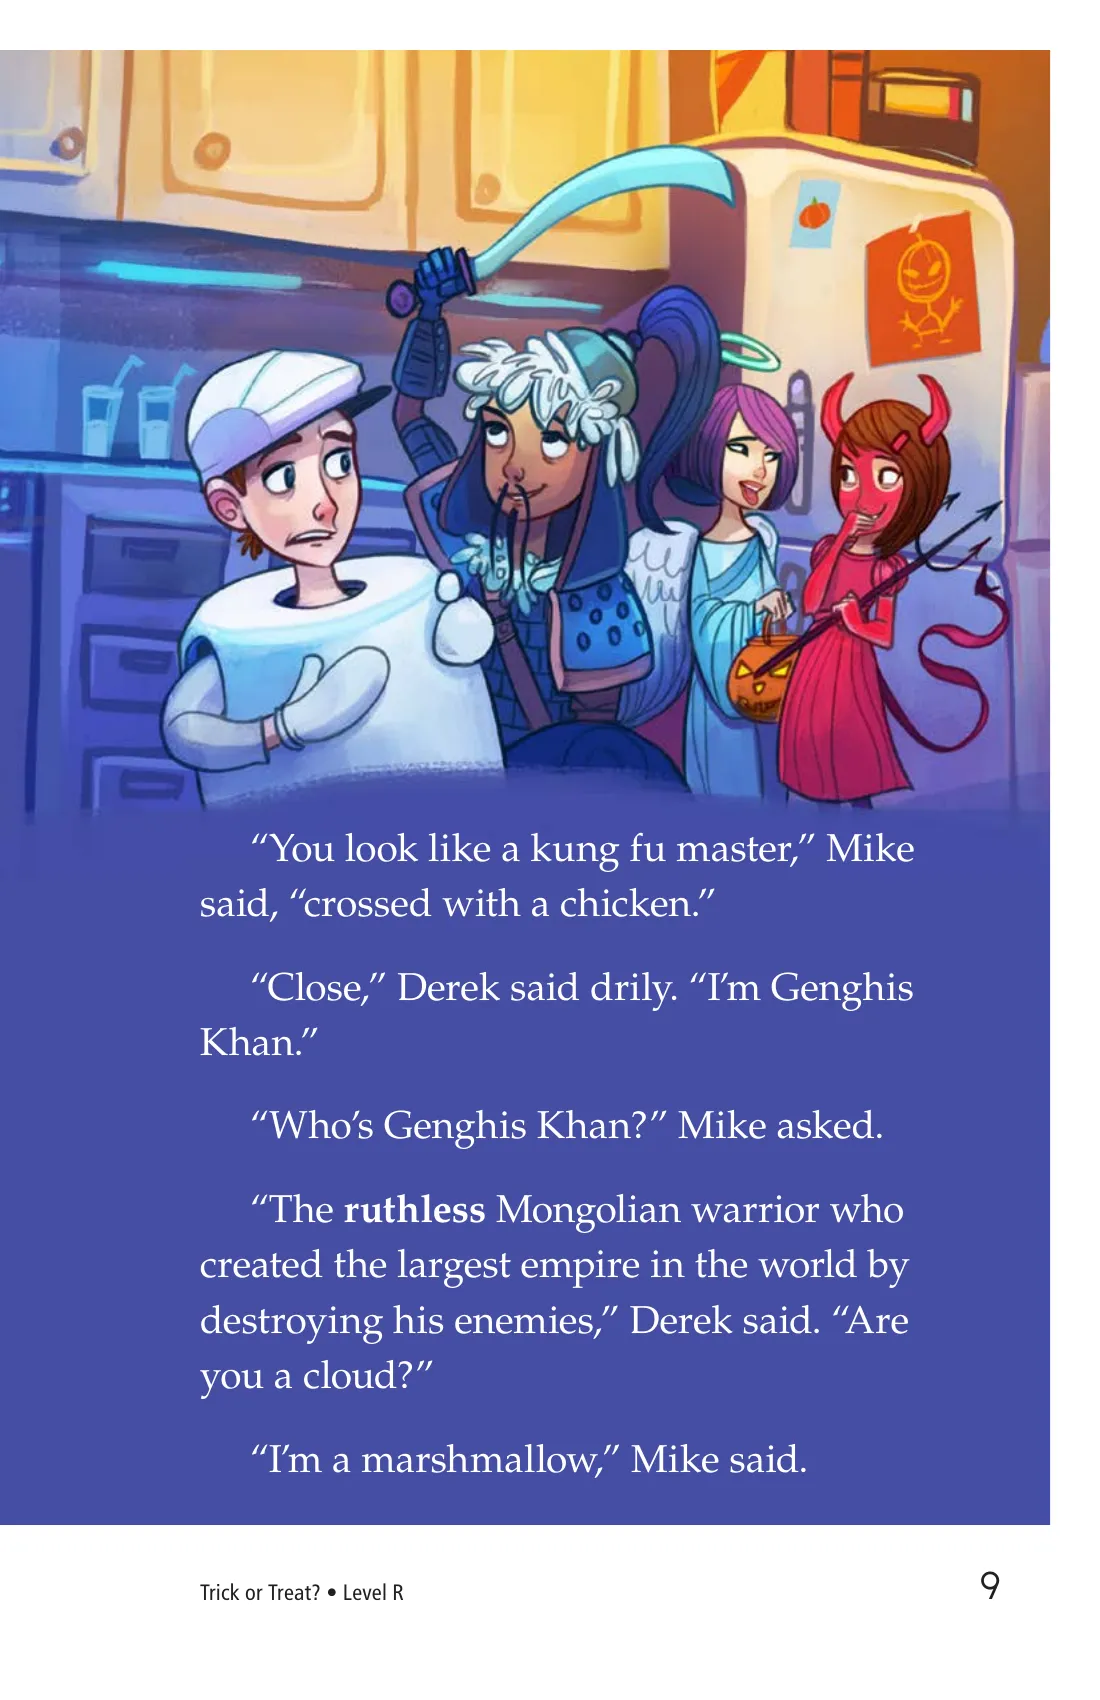 “You look like a kung fu master,” Mike
said, “crossed with a chicken.”
“Close,” Derek said drily. “I’m Genghis
Khan.”
“Who’s Genghis Khan?” Mike asked.
“The ruthless Mongolian warrior who
created the largest empire in the world by
destroying his enemies,” Derek said. “Are
you a cloud?”
“I’m a marshmallow,” Mike said.
Trick or Treat? • Level R
9